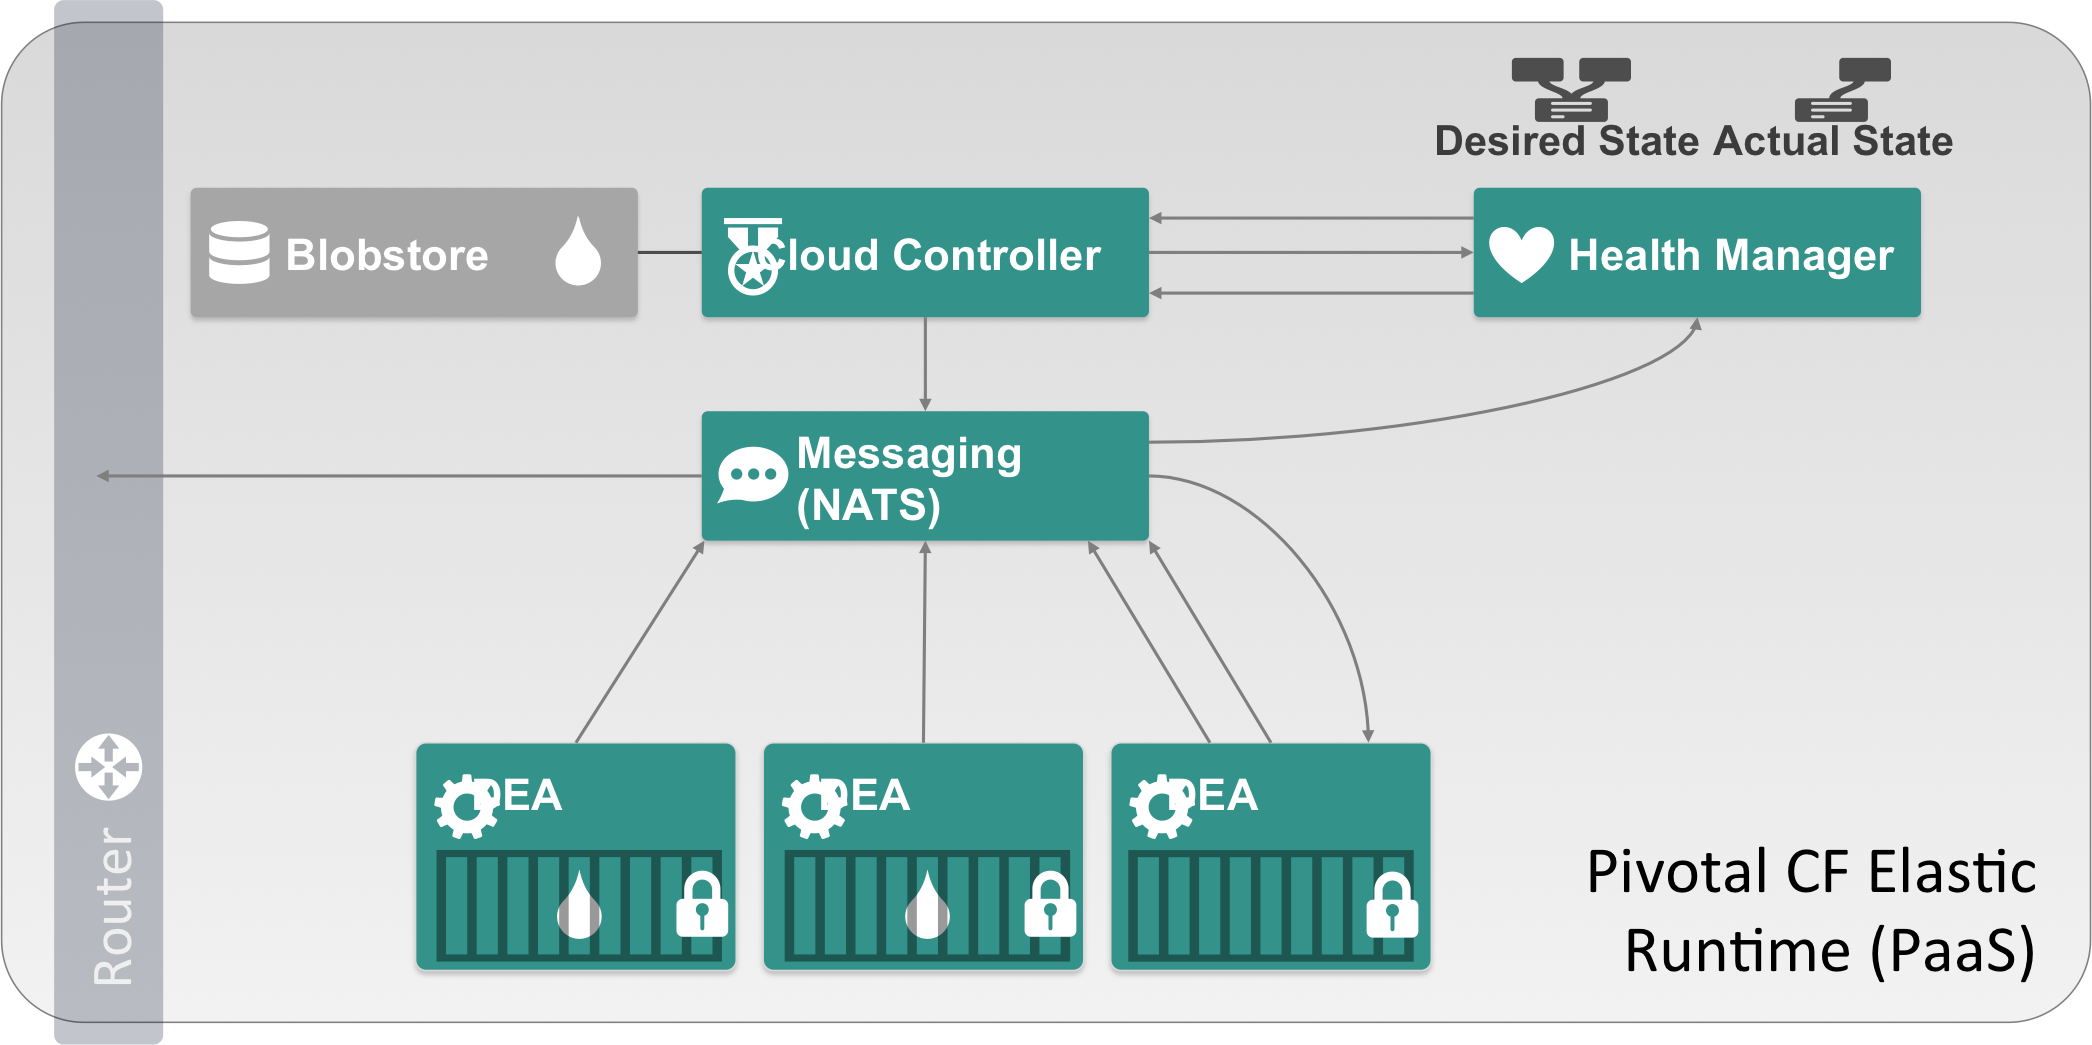 Desired State
Actual State
Blobstore
Cloud Controller
Health Manager
Messaging
(NATS)
DEA
DEA
DEA
Router
Pivotal CF Elastic
Runtime (PaaS)